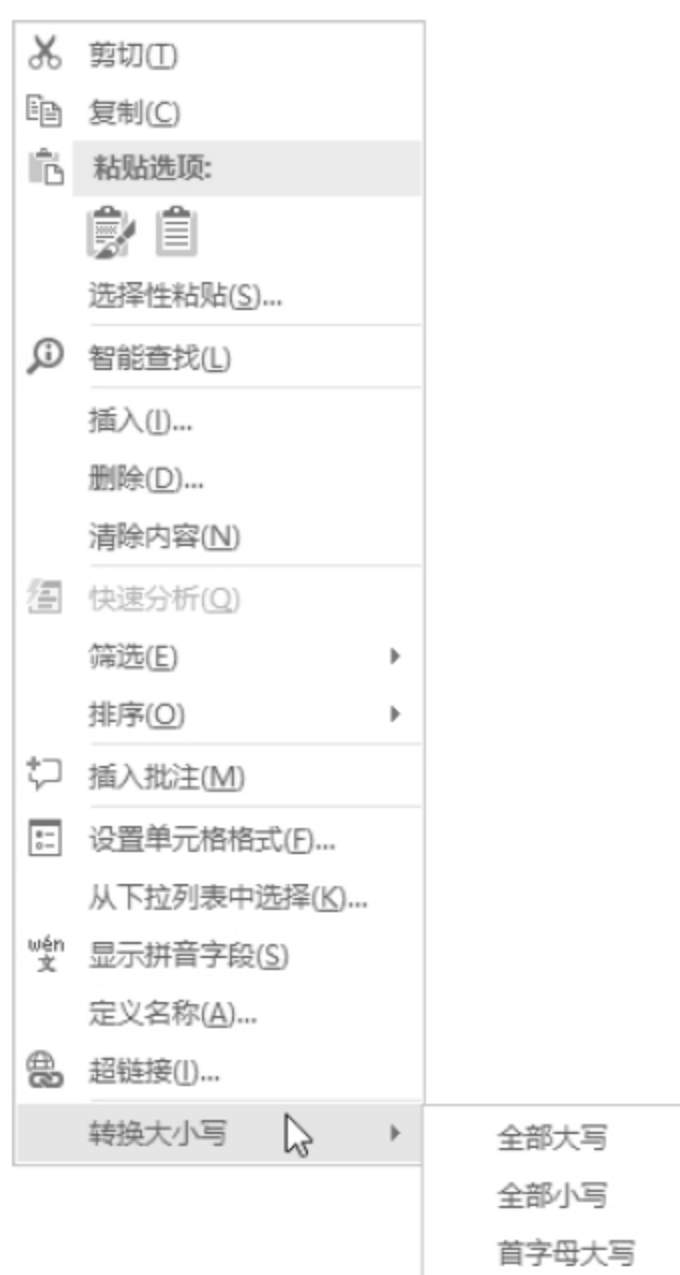 剪切(T)
复制(C)
粘贴选项:
选择性粘贴(S)...
智能查找(L)
插入(I)...
删除(D)...
清除内容(N)
快速分析(Q)
筛选(E)
排序(O)
插入批注(M)
设置单元格格式(F)...
从下拉列表中选择(K)...
wén
文
显示拼音字段(S)
定义名称(A)...
超链接(I)...
转换大小写
全部大写
全部小写
首字母大写